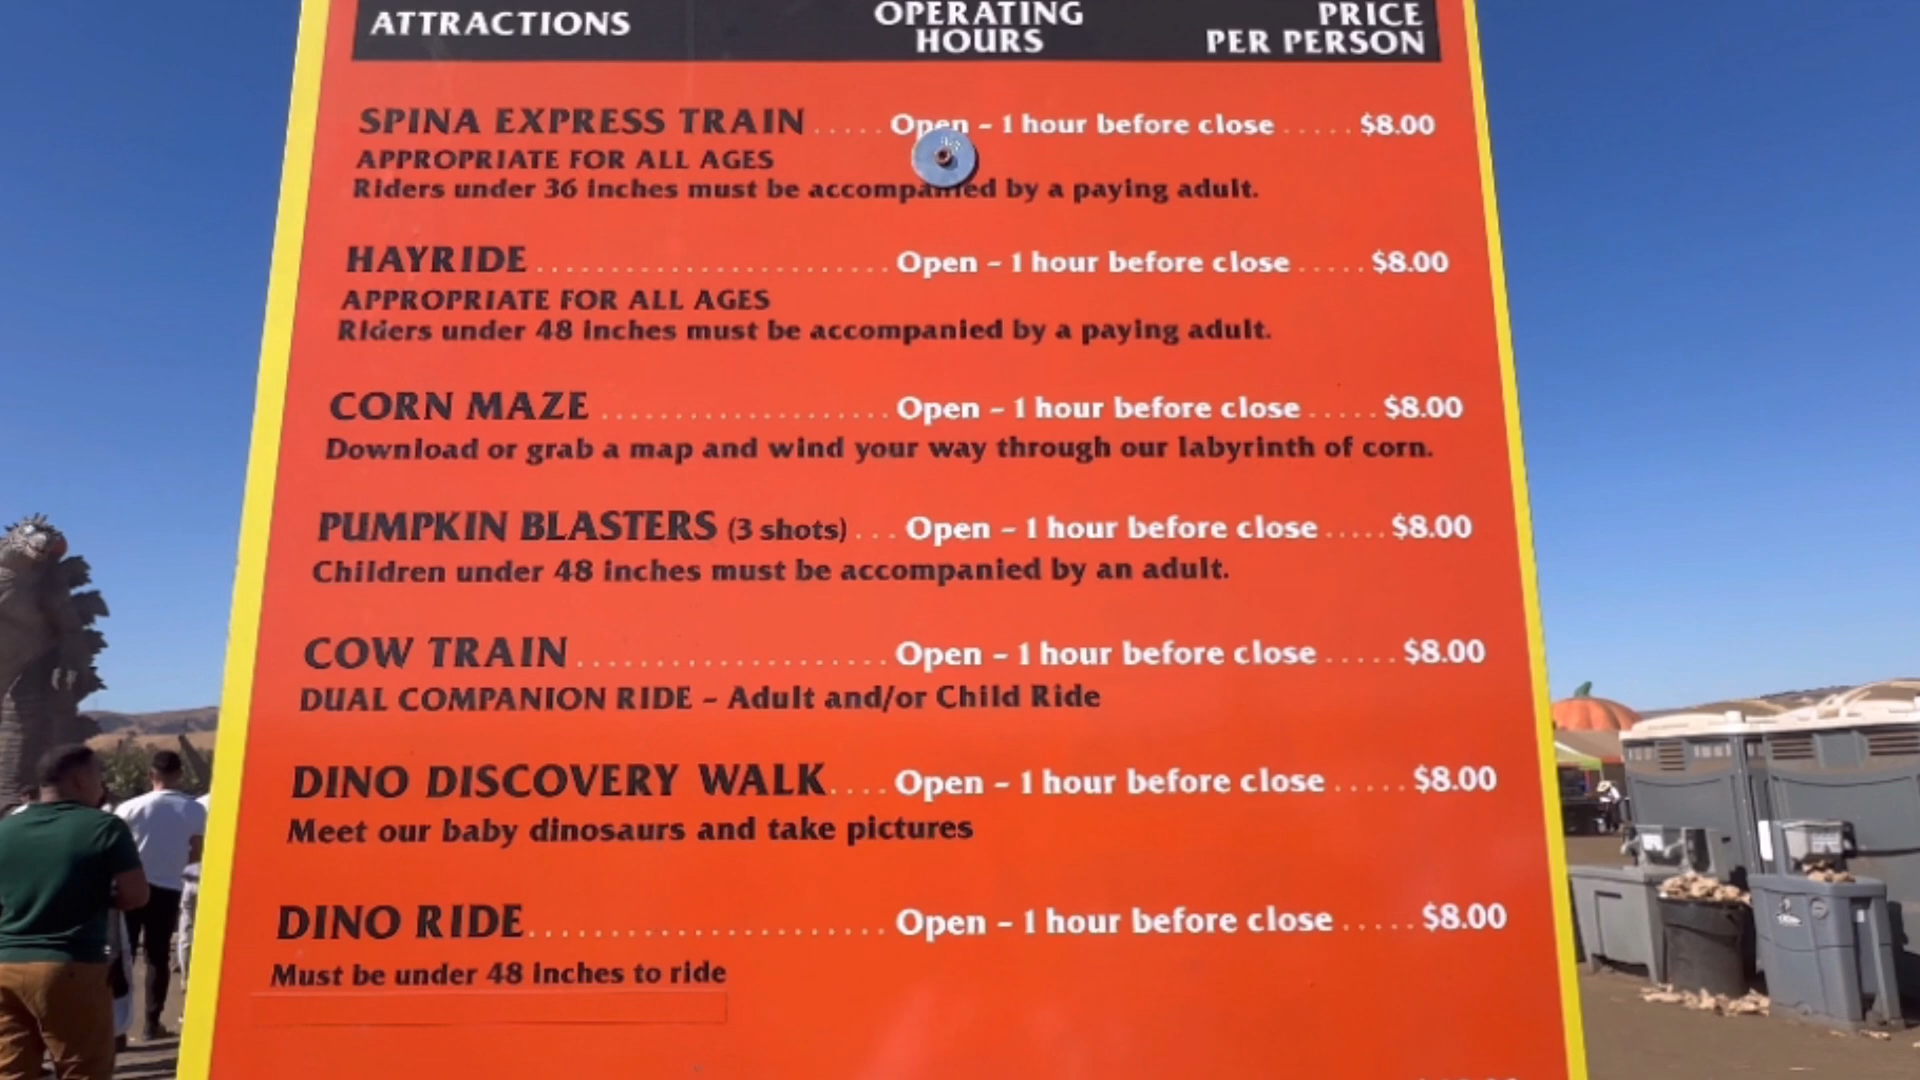 ATTRACTIONS OPERATING HOURS PRICE PER PERSON
SPINA EXPRESS TRAIN ..... Open – 1 hour before close ..... $8.00
APPROPRIATE FOR ALL AGES
Riders under 36 inches must be accompanied by a paying adult.
HAYRIDE ........................ Open – 1 hour before close ..... $8.00
APPROPRIATE FOR ALL AGES
Riders under 48 inches must be accompanied by a paying adult.
CORN MAZE .................... Open – 1 hour before close ..... $8.00
Download or grab a map and wind your way through our labyrinth of corn.
PUMPKIN BLASTERS (3 shots) ... Open – 1 hour before close ..... $8.00
Children under 48 inches must be accompanied by an adult.
COW TRAIN ..................... Open – 1 hour before close ..... $8.00
DUAL COMPANION RIDE – Adult and/or Child Ride
DINO DISCOVERY WALK .... Open – 1 hour before close ..... $8.00
Meet our baby dinosaurs and take pictures
DINO RIDE ........................ Open – 1 hour before close ..... $8.00
Must be under 48 inches to ride